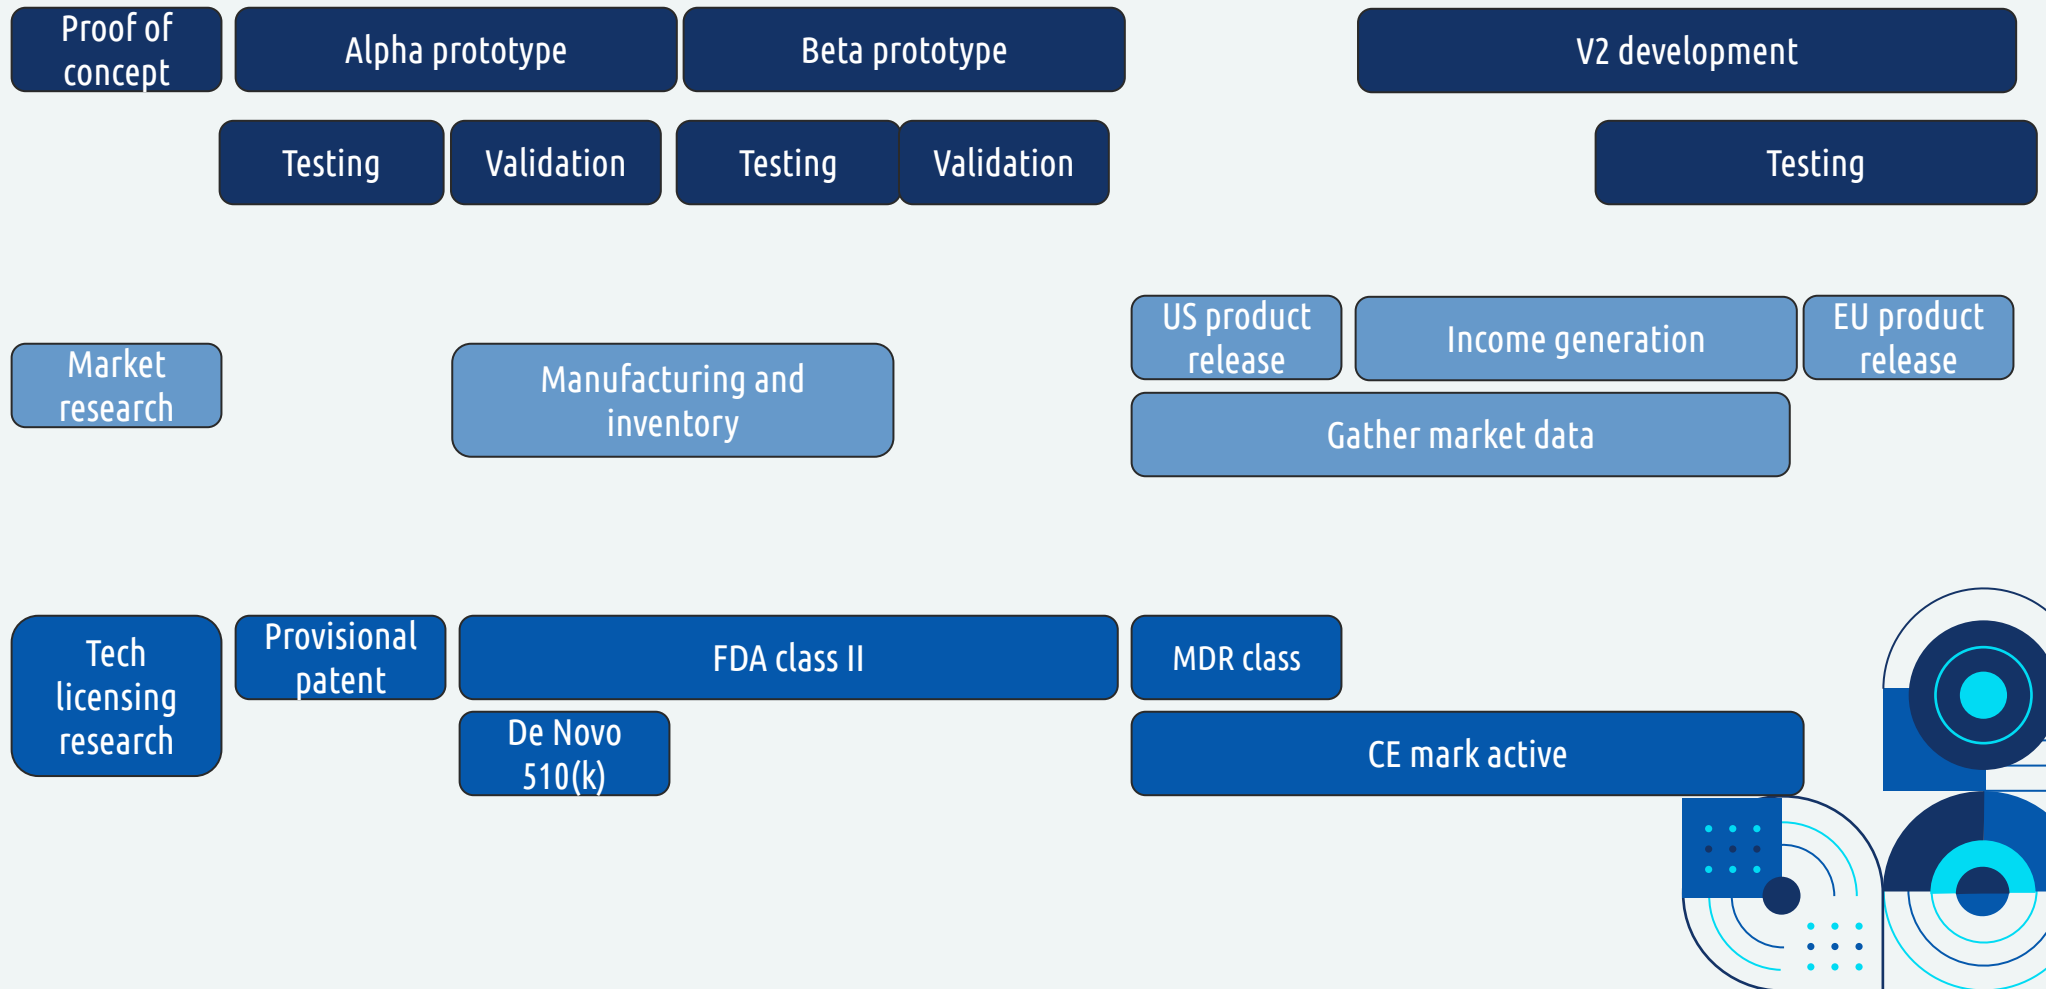 Proof of
concept
Alpha prototype
Beta prototype
V2 development
Testing
Validation
Testing
Validation
Testing
Market
research
Manufacturing and
inventory
US product
release
Income generation
EU product
release
Gather market data
Tech
licensing
research
Provisional
patent
FDA class II
MDR class
De Novo
510(k)
CE mark active